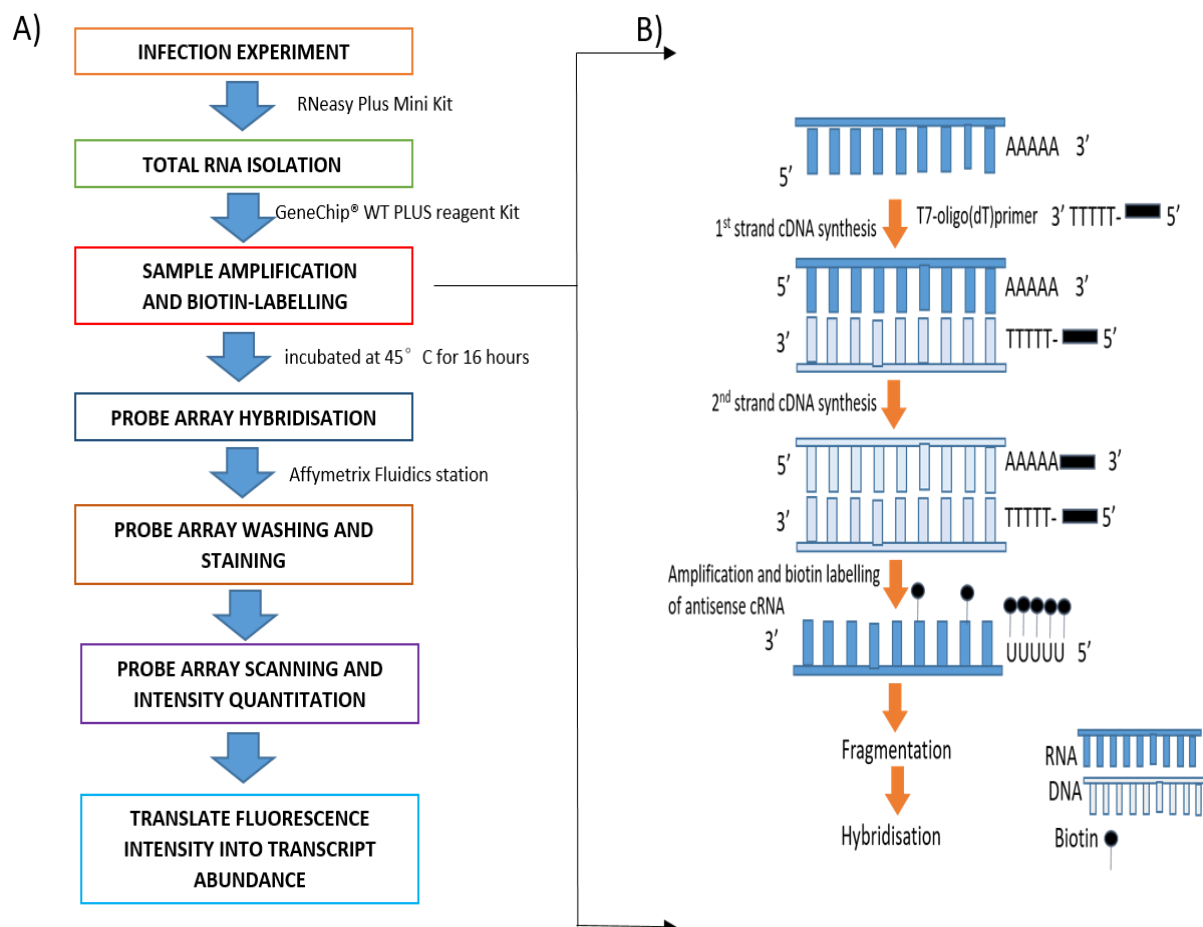 A)
INFECTION EXPERIMENT
RNeasy Plus Mini Kit
TOTAL RNA ISOLATION
GeneChip® WT PLUS reagent Kit
SAMPLE AMPLIFICATION
AND BIOTIN-LABELLING
incubated at 45° C for 16 hours
PROBE ARRAY HYBRIDISATION
Affymetrix Fluidics station
PROBE ARRAY WASHING AND
STAINING
PROBE ARRAY SCANNING AND
INTENSITY QUANTITATION
TRANSLATE FLUORESCENCE
INTENSITY INTO TRANSCRIPT
ABUNDANCE
B)
AAAAA 3’
5’
1st strand cDNA synthesis
T7-oligo(dT)primer 3’ TTTTT- 5’
5’ AAAAA 3’
3’ TTTTT- 5’
2nd strand cDNA synthesis
5’ AAAAA 3’
3’ TTTTT- 5’
Amplification and biotin labelling
of antisense cRNA
3’ UUUUU 5’
Fragmentation
Hybridisation
RNA
DNA
Biotin